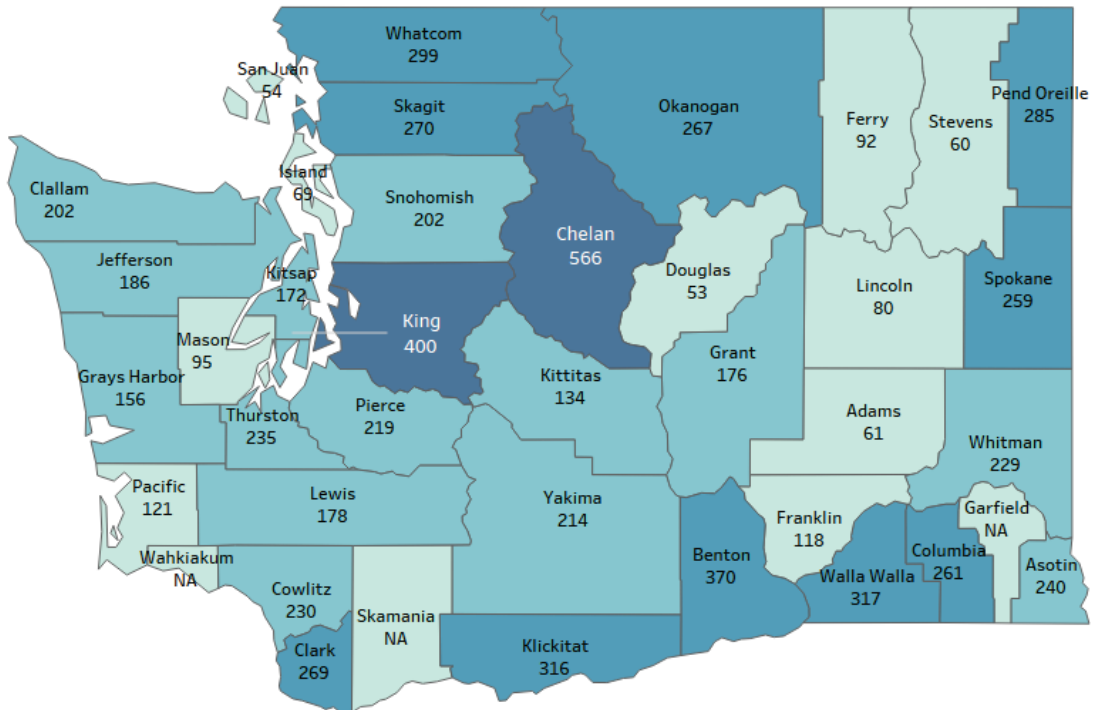 Whatcom
299
San Juan
54
Skagit
270
Okanogan
267
Ferry
92
Stevens
60
Pend Oreille
285
Clallam
202
Island
69
Snohomish
202
Chelan
566
Jefferson
186
Kitsap
172
Douglas
53
Lincoln
80
Spokane
259
King
400
Mason
95
Grays Harbor
156
Kittitas
134
Grant
176
Thurston
235
Pierce
219
Adams
61
Whitman
229
Pacific
121
Lewis
178
Yakima
214
Franklin
118
Garfield
NA
Wahkiakum
NA
Benton
370
Walla Walla
317
Columbia
261
Asotin
240
Cowlitz
230
Skamania
NA
Clark
269
Klickitat
316